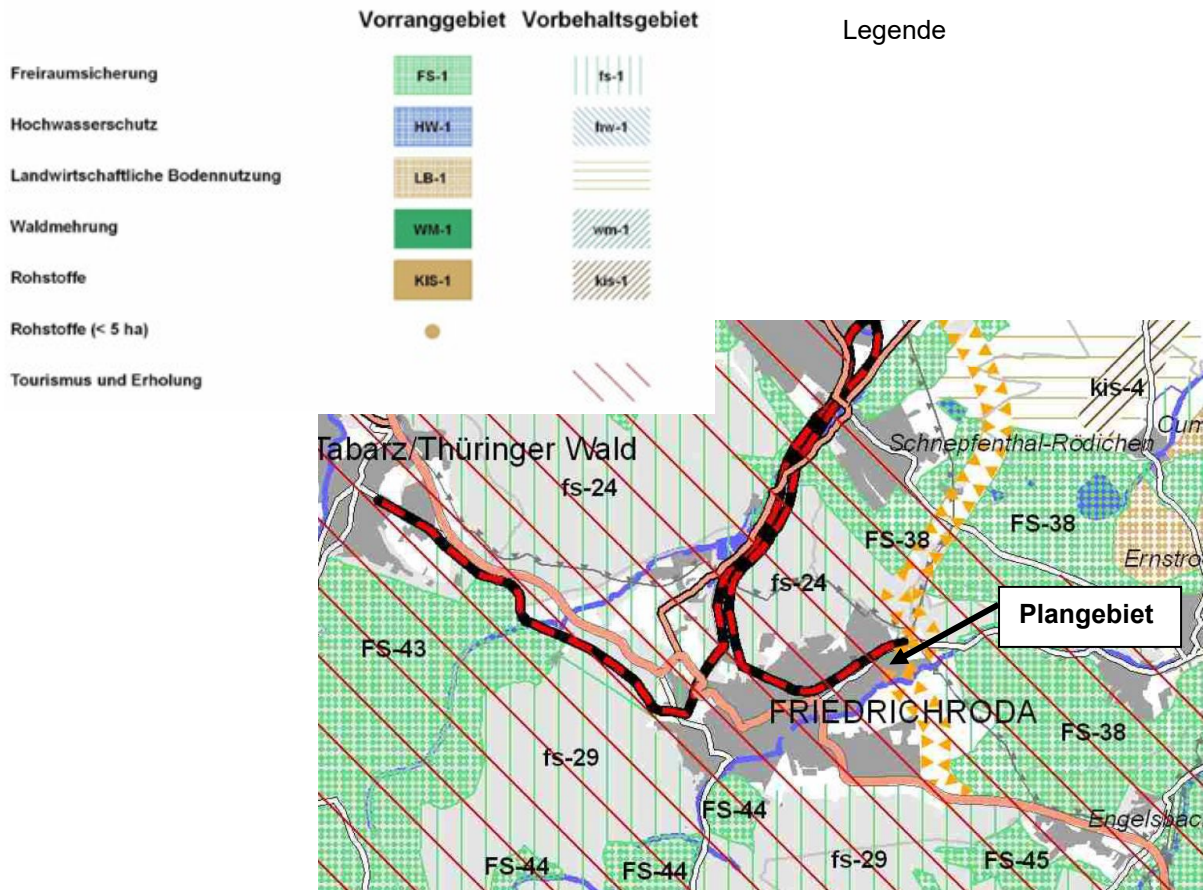 Vorranggebiet Vorbehaltsgebiet
Legende
Freiraumsicherung FS-1 fs-1
Hochwasserschutz HW-1 hw-1
Landwirtschaftliche Bodennutzung LB-1
Waldmehrung WM-1 wm-1
Rohstoffe KIS-1 kis-1
Rohstoffe (< 5 ha)
Tourismus und Erholung
kis-4
Cum
Tabarz/Thüringer Wald
Schnepfenthal-Rödichen
fs-24
FS-38
FS-38
Ernstro
fs-24
Plangebiet
FS-43
FRIEDRICHRODA
FS-38
fs-29
FS-44
Engelsbac
FS-44
FS-44
fs-29
FS-45